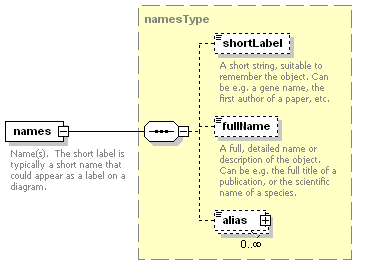 namesType
shortLabel
A short string, suitable to
remember the object. Can
be e.g. a gene name, the
first author of a paper, etc.
names
Name(s).  The short label is
typically a short name that
could appear as a label on a
diagram.
fullName
A full, detailed name or
description of the object.
Can be e.g. the full title of a
publication, or the scientific
name of a species.
alias
0..∞